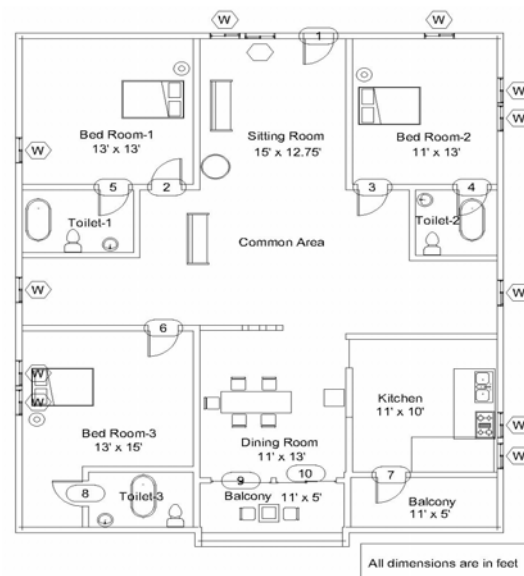 W
W
1
W
W
Bed Room-1
13' x 13'
Sitting Room
15' x 12.75'
Bed Room-2
11' x 13'
W
5
2
3
4
Toilet-1
Toilet-2
Common Area
W
W
6
W
W
Kitchen
11' x 10'
Bed Room-3
13' x 15'
Dining Room
11' x 13'
W
W
9
10
7
8
Toilet-3
Balcony 11' x 5'
Balcony
11' x 5'
All dimensions are in feet